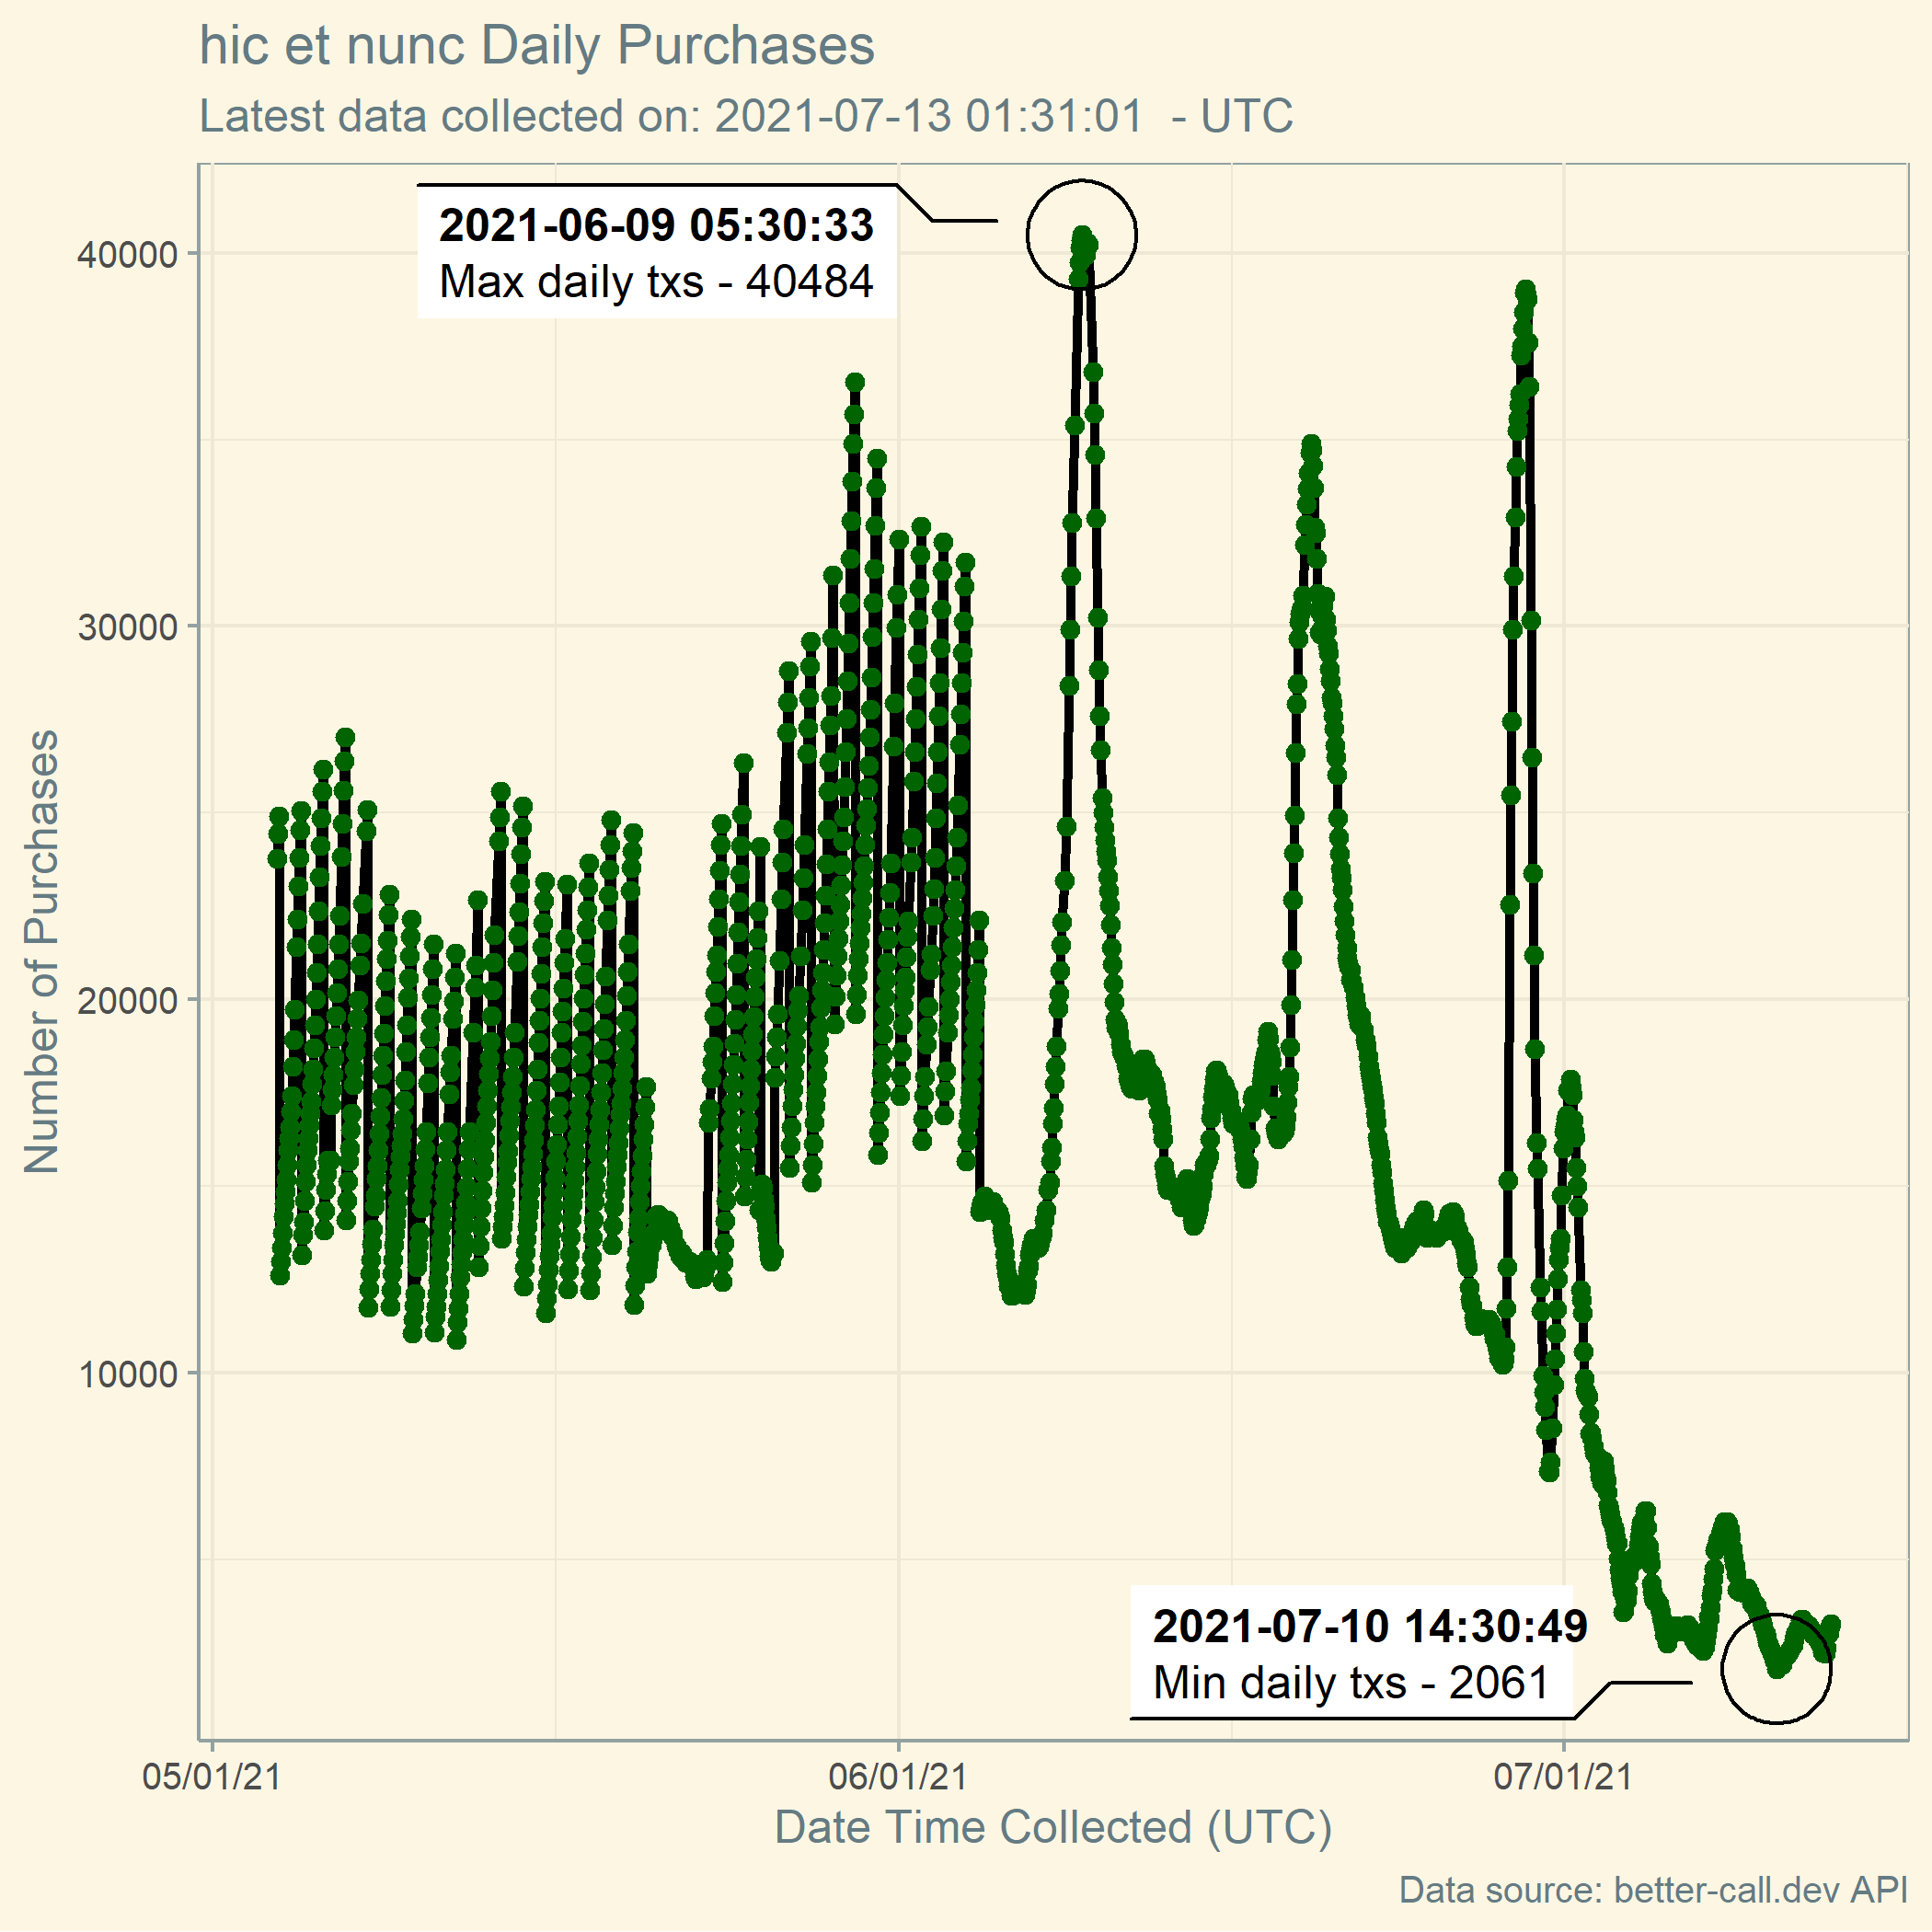 hic et nunc Daily Purchases
Latest data collected on: 2021-07-13 01:31:01  - UTC
2021-06-09 05:30:33
Max daily txs - 40484
40000
30000
20000
10000
Number of Purchases
2021-07-10 14:30:49
Min daily txs - 2061
05/01/21
06/01/21
07/01/21
Date Time Collected (UTC)
Data source: better-call.dev API